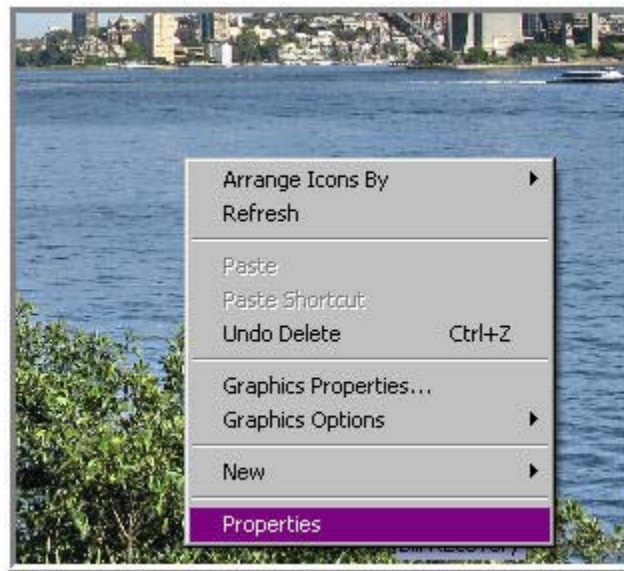 Arrange Icons By
Refresh
Paste
Paste Shortcut
Undo Delete Ctrl+Z
Graphics Properties...
Graphics Options
New
Properties